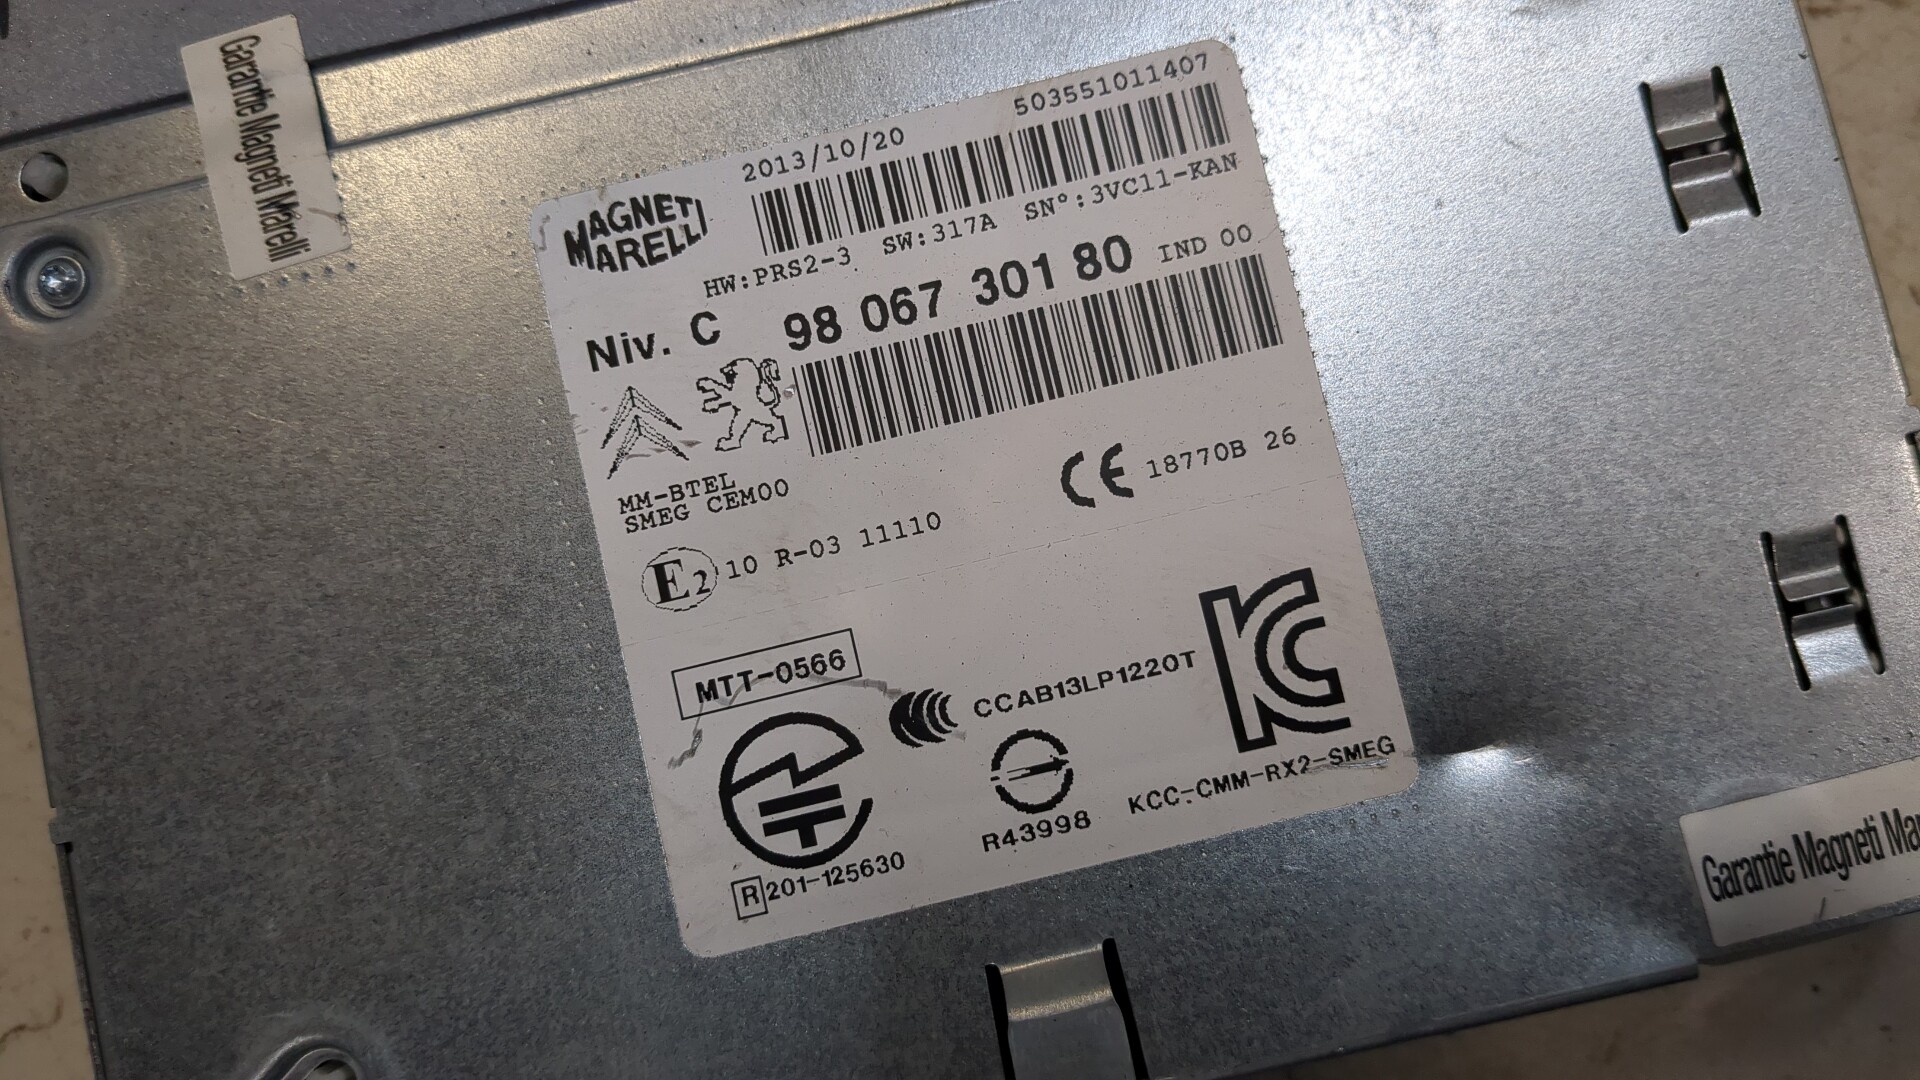 Garantie Magneti Marelli
MAGNETI
MARELLI
2013/10/20
503551011407
HW:PRS2-3 SW:317A SN°:3VC11-KAN
Niv. C 98 067 301 80 IND 00
MM-BTEL
SMEG CEM00
CE 18770B 26
E2 10 R-03 11110
MTT-0566
CCAB13LP1220T
KC
R 201-125630
R43998
KCC-CMM-RX2-SMEG
Garantie Magneti Ma